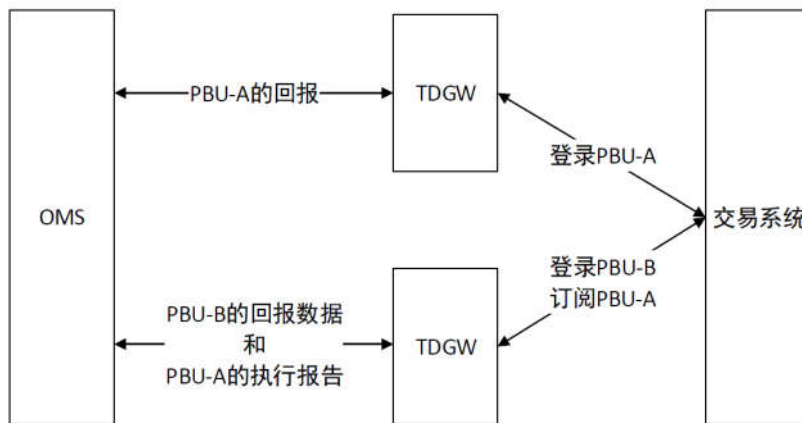 PBU-A的回报
TDGW
登录PBU-A
OMS
交易系统
登录PBU-B
订阅PBU-A
PBU-B的回报数据
和
PBU-A的执行报告
TDGW